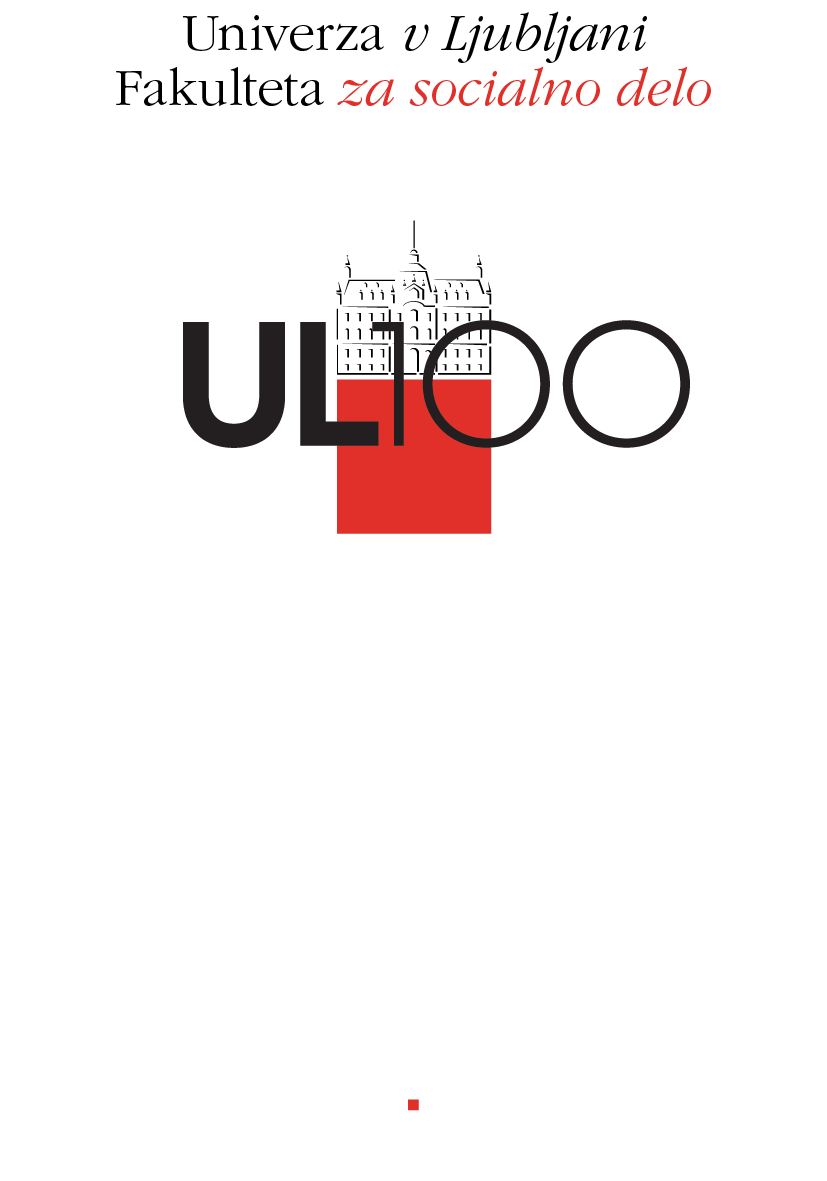 Univerza v Ljubljani
Fakulteta za socialno delo
UL100